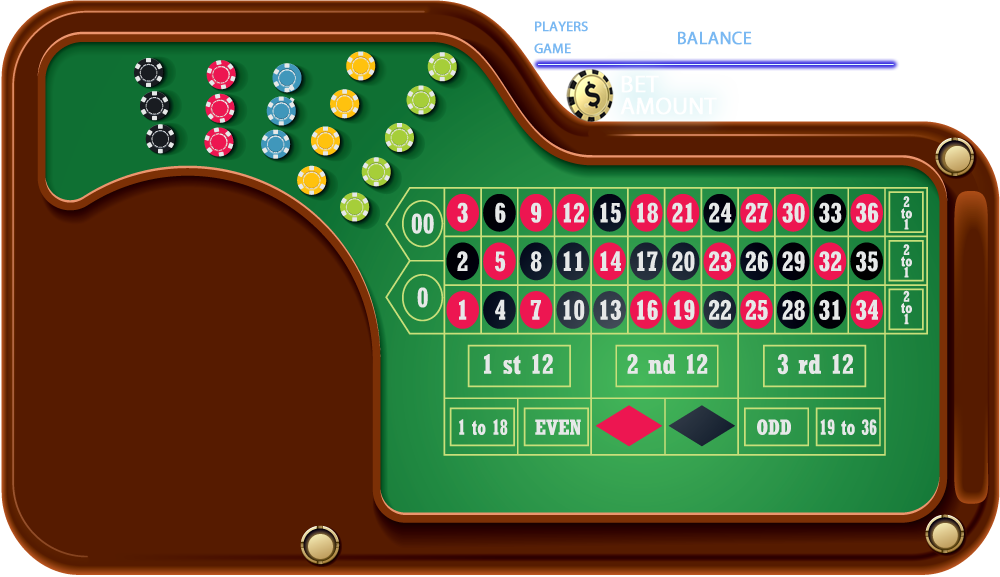 PLAYERS
GAME
BALANCE
$ BET
AMOUNT
00 3 6 9 12 15 18 21 24 27 30 33 36 2 to 1
2 5 8 11 14 17 20 23 26 29 32 35 2 to 1
0 1 4 7 10 13 16 19 22 25 28 31 34 2 to 1
1 st 12 2 nd 12 3 rd 12
1 to 18 EVEN ODD 19 to 36